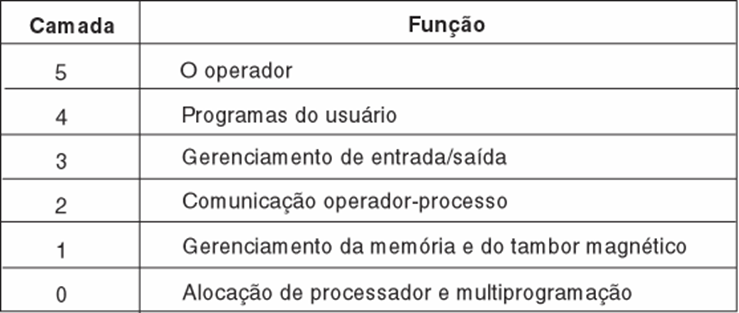 Camada Função
5 O operador
4 Programas do usuário
3 Gerenciamento de entrada/saída
2 Comunicação operador-processo
1 Gerenciamento da memória e do tambor magnético
0 Alocação de processador e multiprogramação